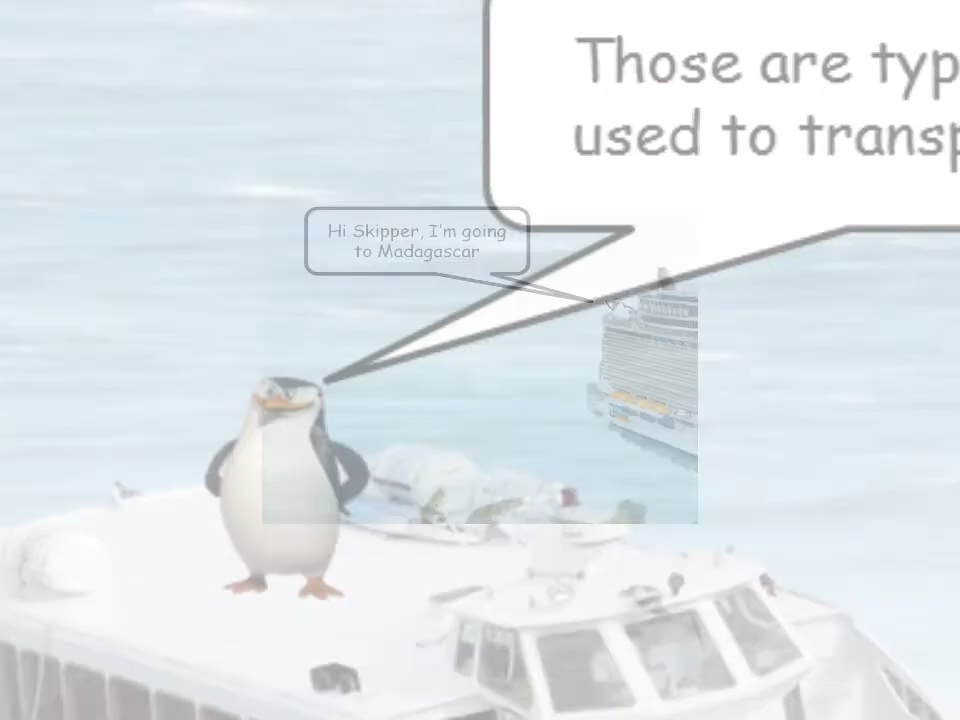 Those are typ
used to transp
Hi Skipper, I'm going
to Madagascar